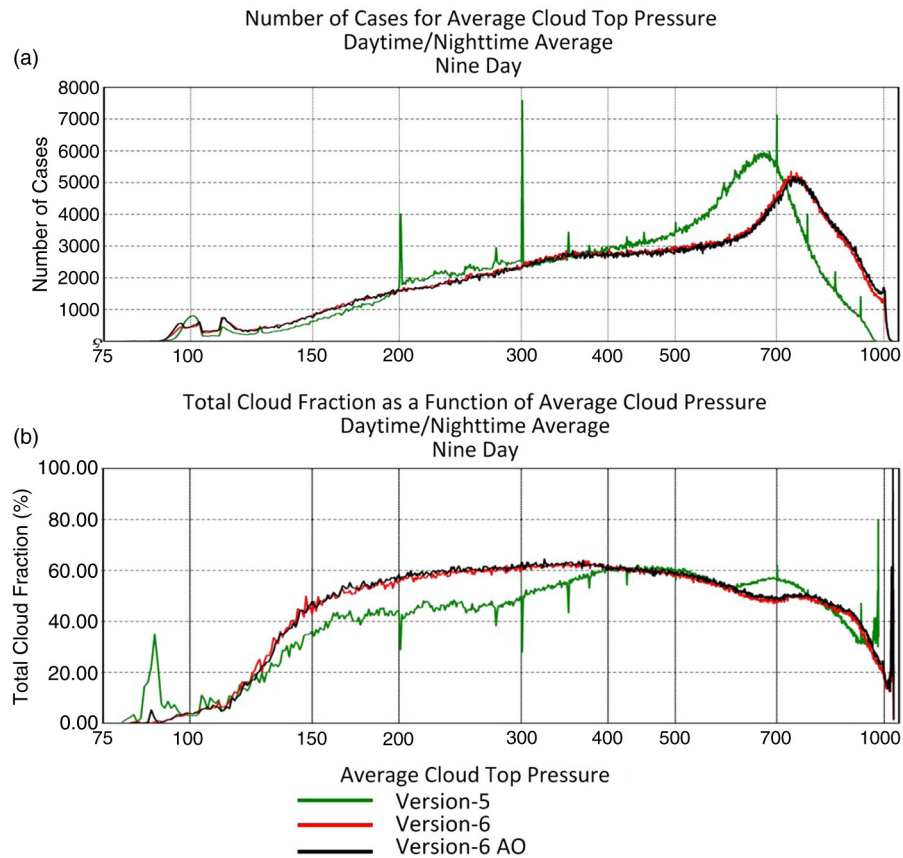 Number of Cases for Average Cloud Top Pressure
(a)
Daytime/Nighttime Average
Nine Day
8000
7000
6000
5000
4000
3000
2000
1000
Number of Cases
75 100 150 200 300 400 500 700 1000
Total Cloud Fraction as a Function of Average Cloud Pressure
(b)
Daytime/Nighttime Average
Nine Day
100.00
80.00
60.00
40.00
20.00
0.00
Total Cloud Fraction (%)
75 100 150 200 300 400 500 700 1000
Average Cloud Top Pressure
Version-5
Version-6
Version-6 AO